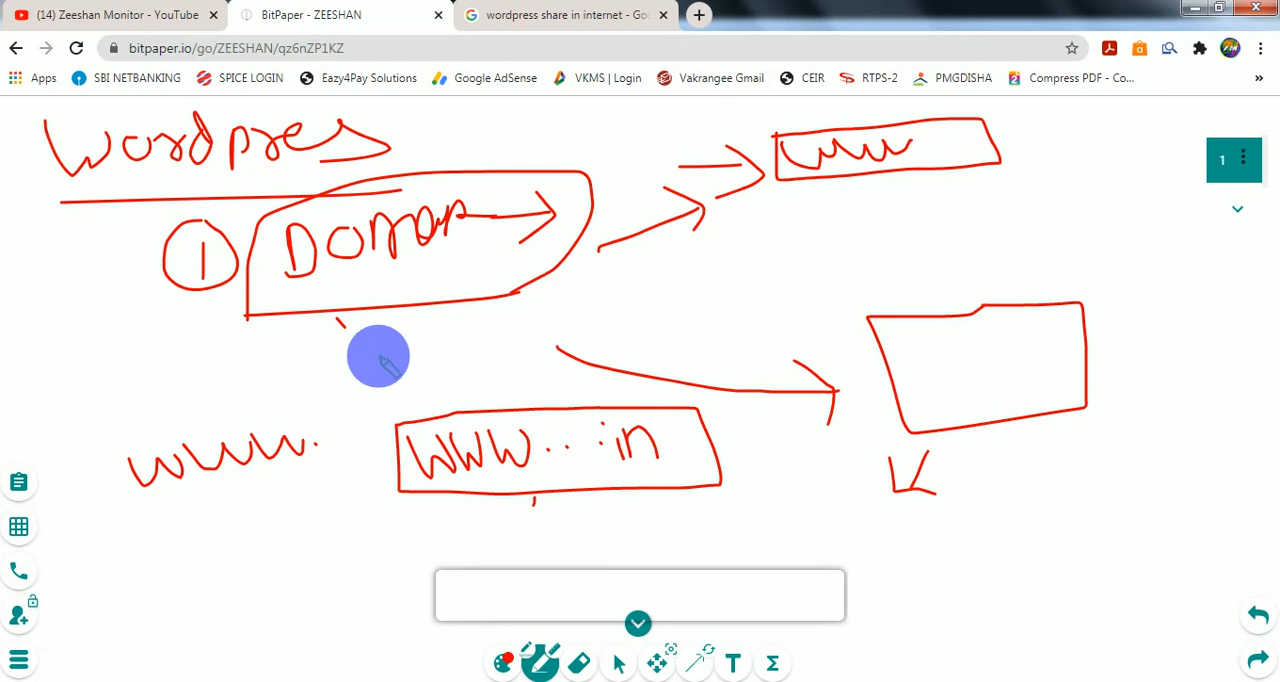 (14) Zeeshan Monitor - YouTube
BitPaper - ZEESHAN
wordpress share in internet - Goo
bitpaper.io/go/ZEESHAN/qz6nZP1KZ
Apps SBI NETBANKING SPICE LOGIN Eazy4Pay Solutions Google AdSense VKMS | Login Vakrangee Gmail CEIR RTPS-2 PMGDISHA Compress PDF - Co... »
Wordpres
www
1
① Doman
www. www... in
K
T Σ